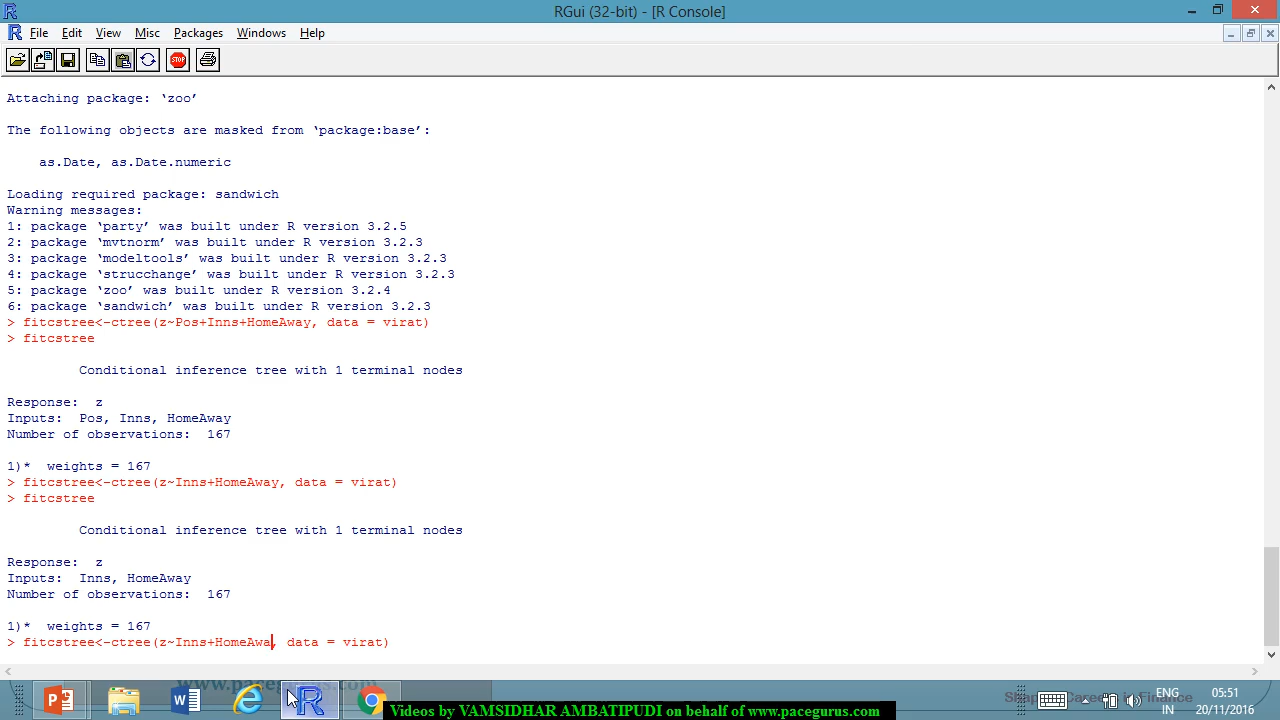 RGui (32-bit) - [R Console]
File Edit View Misc Packages Windows Help
STOP
Attaching package: ‘zoo’
The following objects are masked from ‘package:base’:
as.Date, as.Date.numeric
Loading required package: sandwich
Warning messages:
1: package ‘party’ was built under R version 3.2.5
2: package ‘mvtnorm’ was built under R version 3.2.3
3: package ‘modeltools’ was built under R version 3.2.3
4: package ‘strucchange’ was built under R version 3.2.3
5: package ‘zoo’ was built under R version 3.2.4
6: package ‘sandwich’ was built under R version 3.2.3
> fitcstree<-ctree(z~Pos+Inns+HomeAway, data = virat)
> fitcstree
Conditional inference tree with 1 terminal nodes
Response:  z
Inputs:  Pos, Inns, HomeAway
Number of observations:  167
1)*  weights = 167
> fitcstree<-ctree(z~Inns+HomeAway, data = virat)
> fitcstree
Conditional inference tree with 1 terminal nodes
Response:  z
Inputs:  Inns, HomeAway
Number of observations:  167
1)*  weights = 167
> fitcstree<-ctree(z~Inns+HomeAwa, data = virat)
www.pacegurus.com
in Finance
ENG
IN
05:51
20/11/2016
Videos by VAMSIDHAR AMBATIPUDI on behalf of www.pacegurus.com